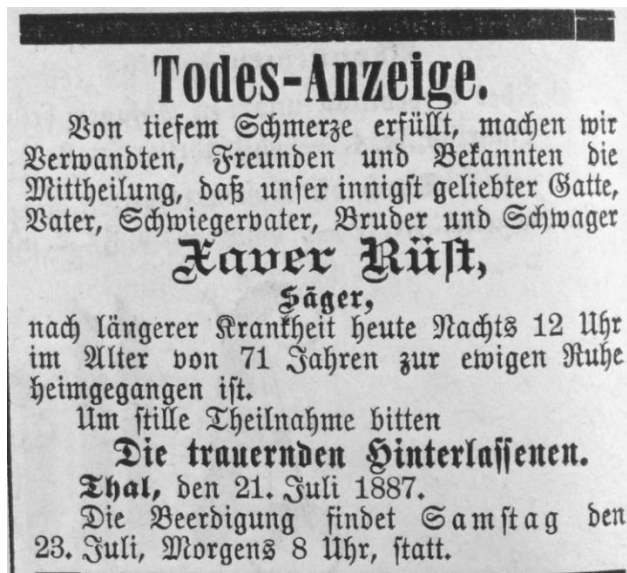 Todes-Anzeige.
Von tiefem Schmerze erfüllt, machen wir
Verwandten, Freunden und Bekannten die
Mittheilung, daß unser innigst geliebter Gatte,
Vater, Schwiegervater, Bruder und Schwager
Xaver Rüst,
Säger,
nach längerer Krankheit heute Nachts 12 Uhr
im Alter von 71 Jahren zur ewigen Ruhe
heimgegangen ist.
Um stille Theilnahme bitten
Die trauernden Hinterlassenen.
Thal, den 21. Juli 1887.
Die Beerdigung findet Samstag den
23. Juli, Morgens 8 Uhr, statt.